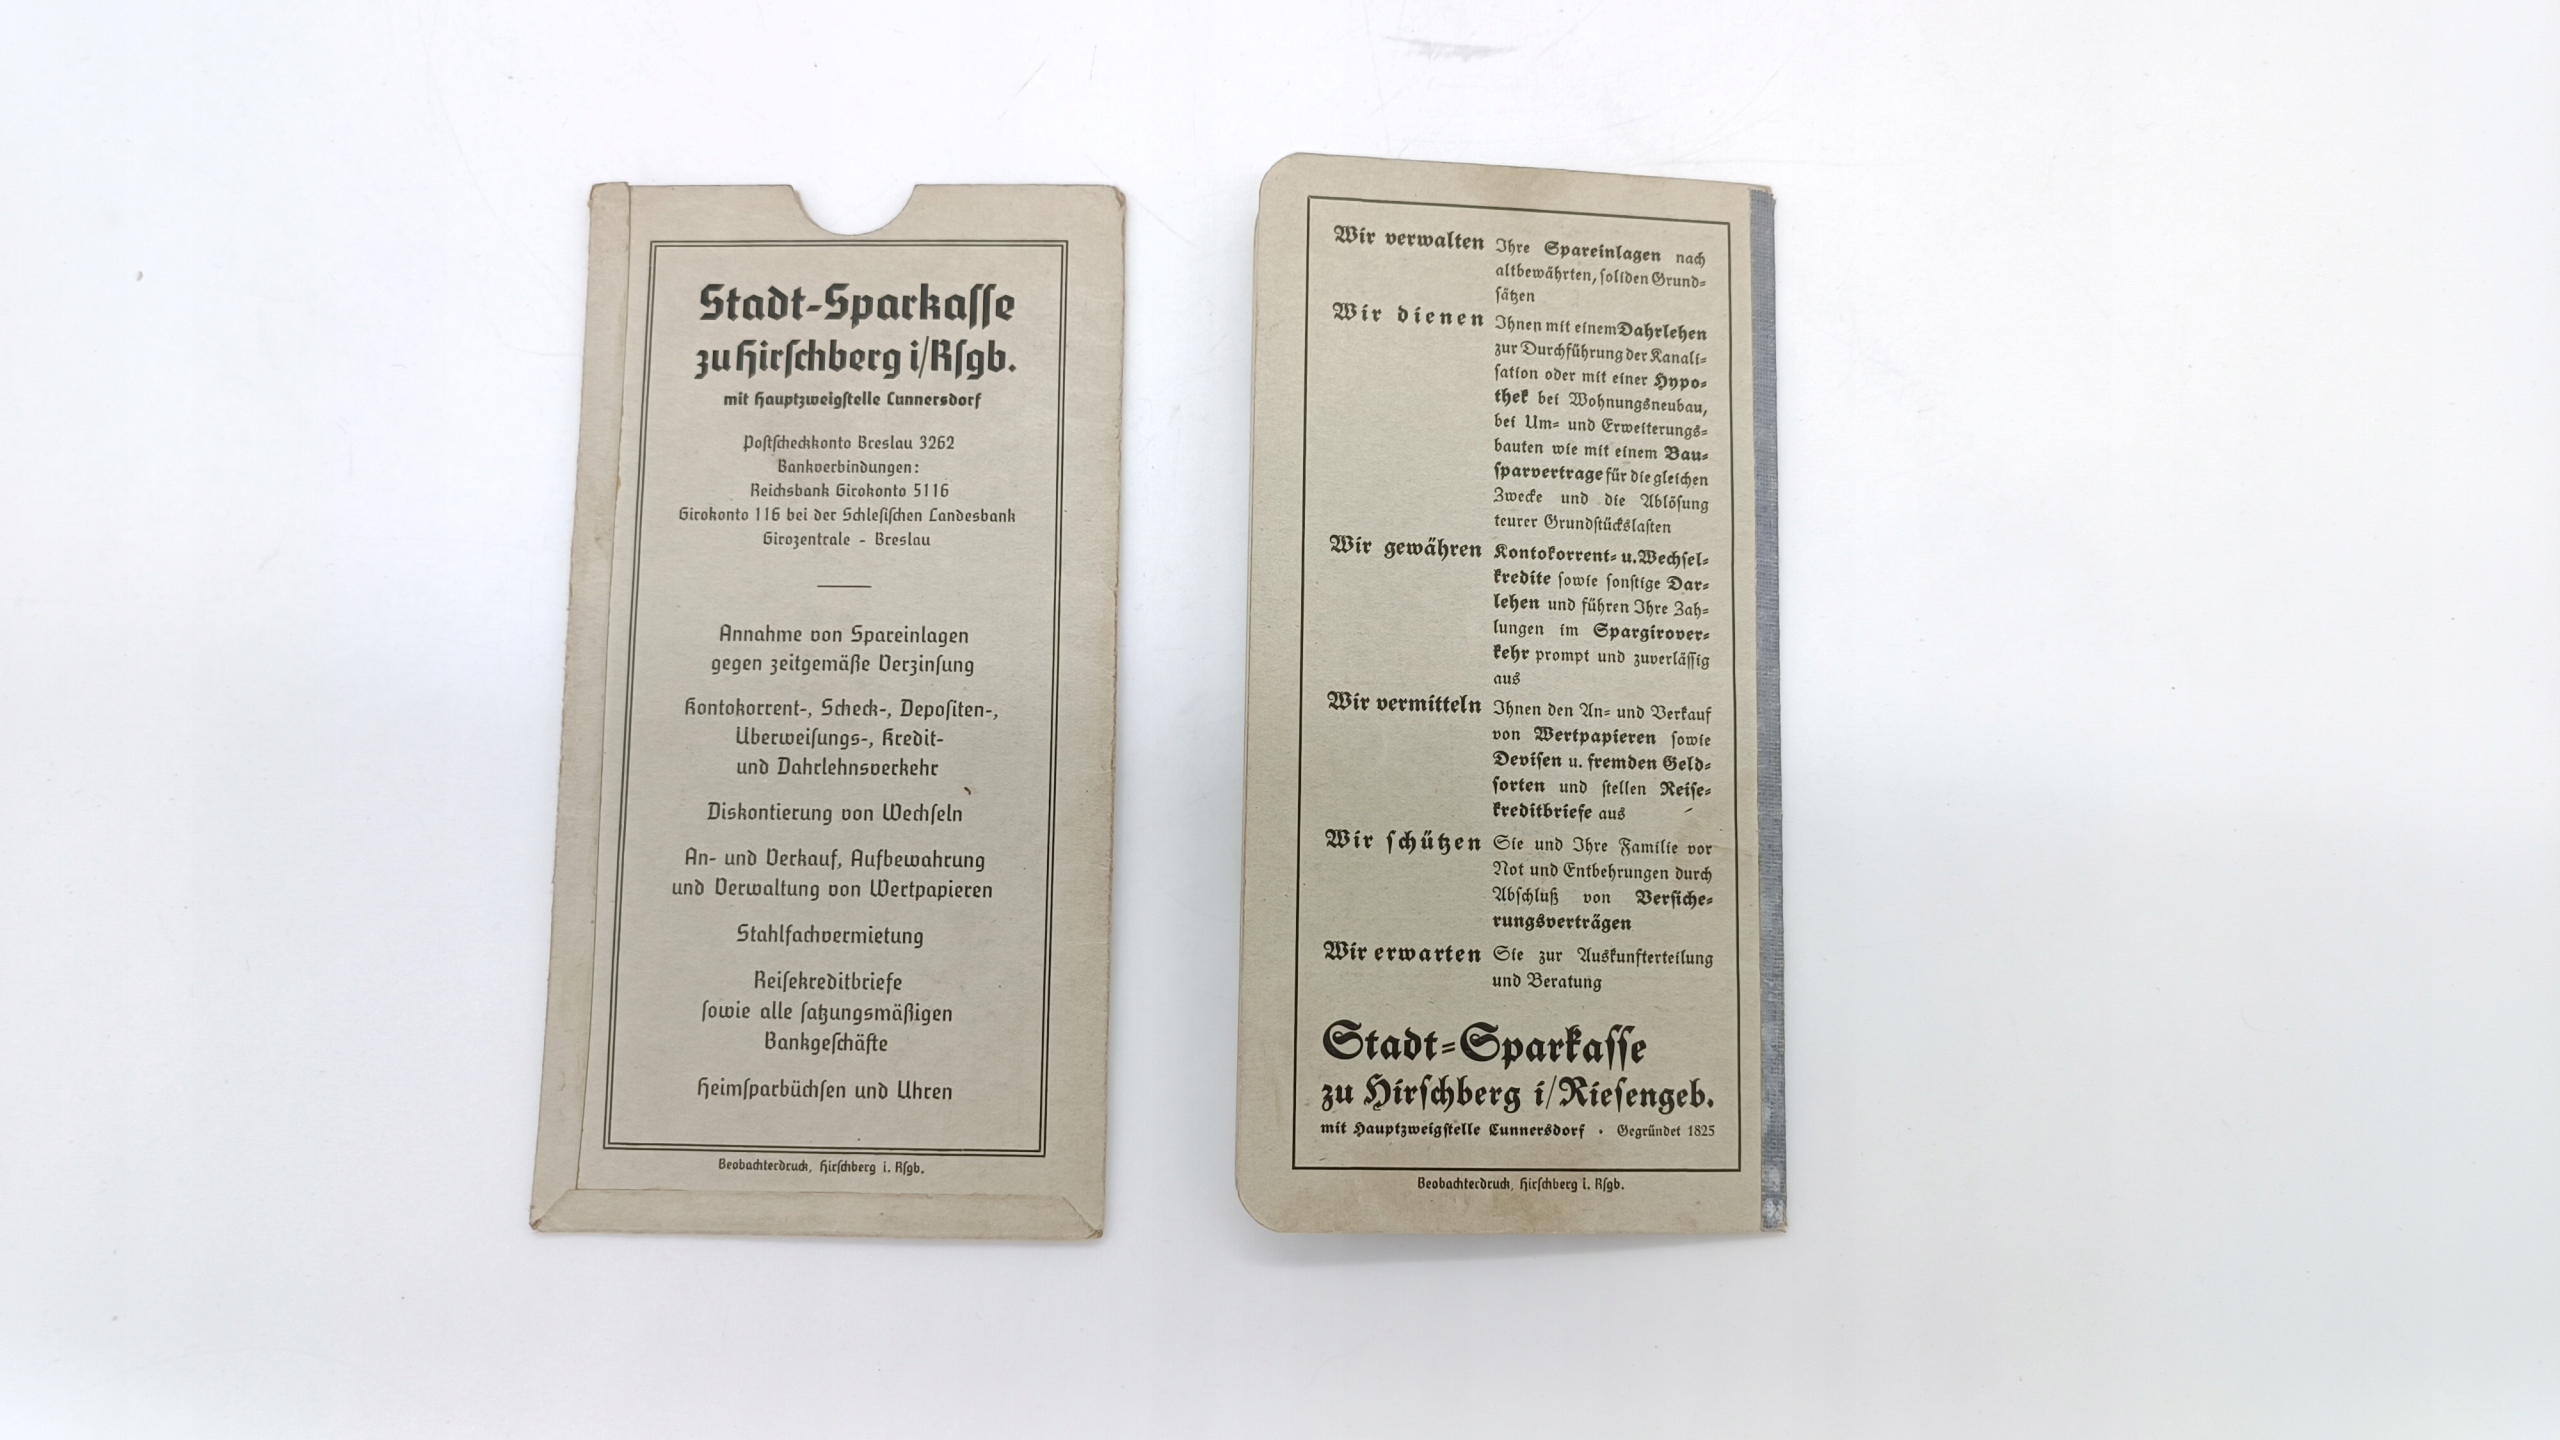 Stadt-Sparkaſſe
zu Hirſchberg i/Rſgb.
mit Hauptzweigſtelle Cunnersdorf
Poſtſcheckkonto Breslau 3262
Bankverbindungen:
Reichsbank Girokonto 5116
Girokonto 116 bei der Schleſiſchen Landesbank
Girozentrale - Breslau
Annahme von Spareinlagen
gegen zeitgemäße Verzinſung
Kontokorrent-, Scheck-, Depoſiten-,
Überweiſungs-, Kredit-
und Dahrlehnsverkehr
Diskontierung von Wechſeln
An- und Verkauf, Aufbewahrung
und Verwaltung von Wertpapieren
Stahlfachvermietung
Reiſekreditbriefe
ſowie alle ſatzungsmäßigen
Bankgeſchäfte
Heimſparbüchſen und Uhren
Beobachterdruck, Hirſchberg i. Rſgb.
Wir verwalten Ihre Spareinlagen nach
altbewährten, ſoliden Grund-
ſätzen
Wir dienen Ihnen mit einem Dahrlehen
zur Durchführung der Kanali-
ſation oder mit einer Hypo-
thek bei Wohnungsneubau,
bei Um- und Erweiterungs-
bauten wie mit einem Bau-
ſparvertrage für die gleichen
Zwecke und die Ablöſung
teurer Grundſtückslaſten
Wir gewähren Kontokorrent- u. Wechſel-
kredite ſowie ſonſtige Dar-
lehen und führen Ihre Zah-
lungen im Spargirover-
kehr prompt und zuverläſſig
aus
Wir vermitteln Ihnen den An- und Verkauf
von Wertpapieren ſowie
Deviſen u. fremden Geld-
ſorten und ſtellen Reiſe-
kreditbriefe aus
Wir ſchützen Sie und Ihre Familie vor
Not und Entbehrungen durch
Abſchluß von Verſiche-
rungsverträgen
Wir erwarten Sie zur Auskunfterteilung
und Beratung
Stadt-Sparkaſſe
zu Hirſchberg i/Rieſengeb.
mit Hauptzweigſtelle Cunnersdorf · Gegründet 1825
Beobachterdruck, Hirſchberg i. Rſgb.